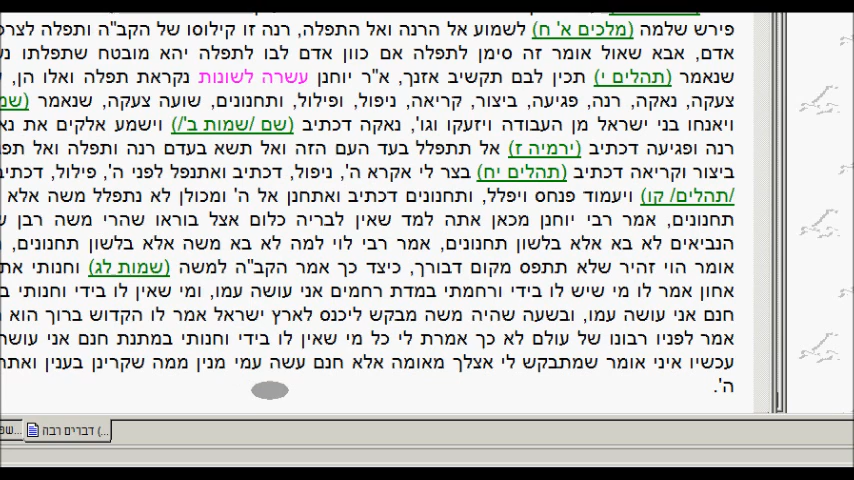 פירש שלמה (מלכים א' ח) לשמוע אל הרנה ואל התפלה, רנה זו קילוסו של הקב"ה ותפלה לצרכ
אדם, אבא שאול אומר זה סימן לתפלה אם כוון אדם לבו לתפלה יהא מובטח שתפלתו נש
שנאמר (תהלים י) תכין לבם תקשיב אזנך, א"ר יוחנן עשרה לשונות נקראת תפלה ואלו הן,
צעקה, נאקה, רנה, פגיעה, ביצור, קריאה, ניפול, ופילול, ותחנונים, שועה צעקה, שנאמר (שמ
ויאנחו בני ישראל מן העבודה ויזעקו וגו', נאקה דכתיב (שם /שמות ב'/) וישמע אלקים את נא
רנה ופגיעה דכתיב (ירמיה ז) אל תתפלל בעד העם הזה ואל תשא בעדם רנה ותפלה ואל תפ
ביצור וקריאה דכתיב (תהלים יח) בצר לי אקרא ה', ניפול, דכתיב ואתנפל לפני ה', פילול, דכתיב
/תהלים/ קו) ויעמוד פנחס ויפלל, ותחנונים דכתיב ואתחנן אל ה' ומכולן לא נתפלל משה אלא
תחנונים, אמר רבי יוחנן מכאן אתה למד שאין לבריה כלום אצל בוראו שהרי משה רבן ש
הנביאים לא בא אלא בלשון תחנונים, אמר רבי לוי למה לא בא משה אלא בלשון תחנונים,
אומר הוי זהיר שלא תתפס מקום דבורך, כיצד כך אמר הקב"ה למשה (שמות לג) וחנותי את
אחון אמר לו מי שיש לו בידי ורחמתי במדת רחמים אני עושה עמו, ומי שאין לו בידי וחנותי ב
חנם אני עושה עמו, ובשעה שהיה משה מבקש ליכנס לארץ ישראל אמר לו הקדוש ברוך הוא
אמר לפניו רבונו של עולם לא כך אמרת לי כל מי שאין לו בידי וחנותי במתנת חנם אני עושה
עכשיו איני אומר שמתבקש לי אצלך מאומה אלא חנם עשה עמי מנין ממה שקרינן בענין ואתח
ה'.
דברים רבה (...